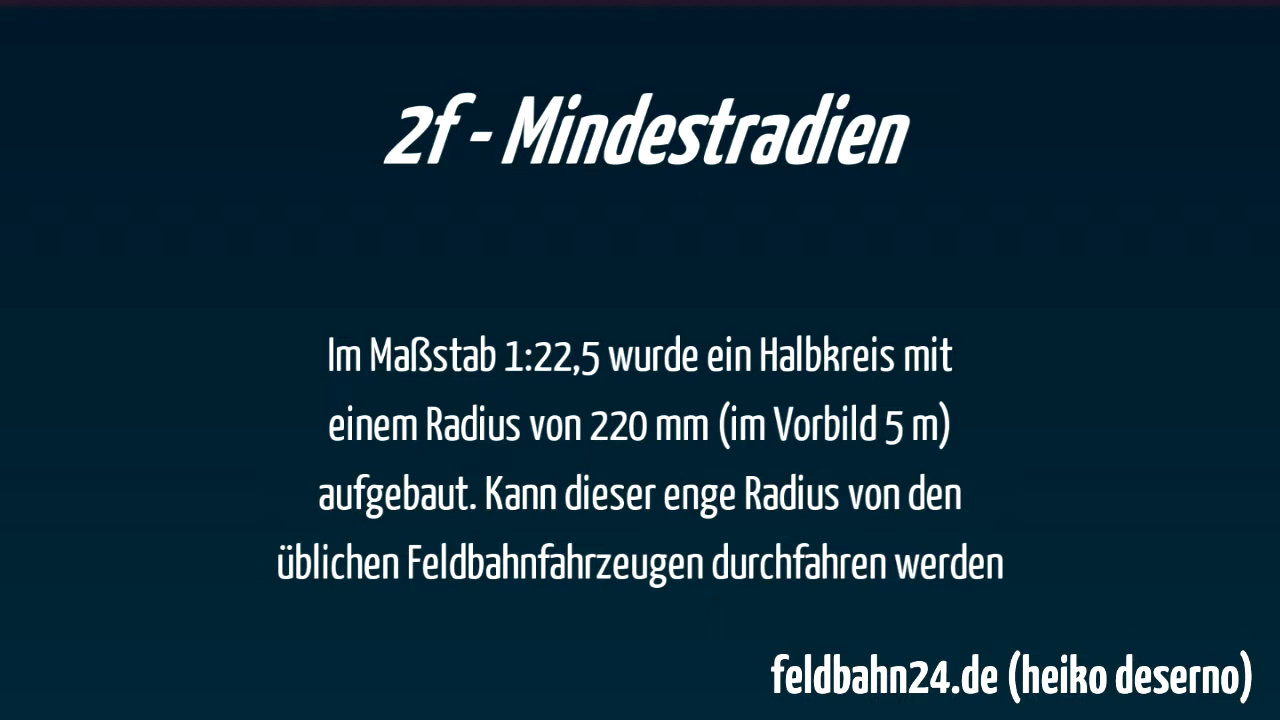 2f - Mindestradien
Im Maßstab 1:22,5 wurde ein Halbkreis mit
einem Radius von 220 mm (im Vorbild 5 m)
aufgebaut. Kann dieser enge Radius von den
üblichen Feldbahnfahrzeugen durchfahren werden
feldbahn24.de (heiko deserno)